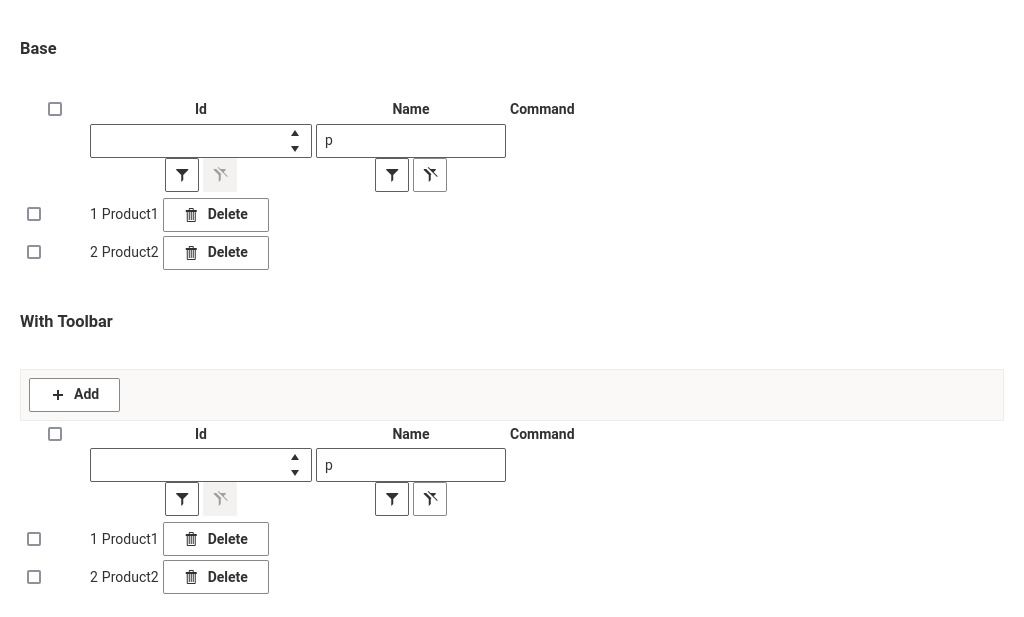 Base
Id Name Command
p
1 Product1 Delete
2 Product2 Delete
With Toolbar
Add
Id Name Command
p
1 Product1 Delete
2 Product2 Delete